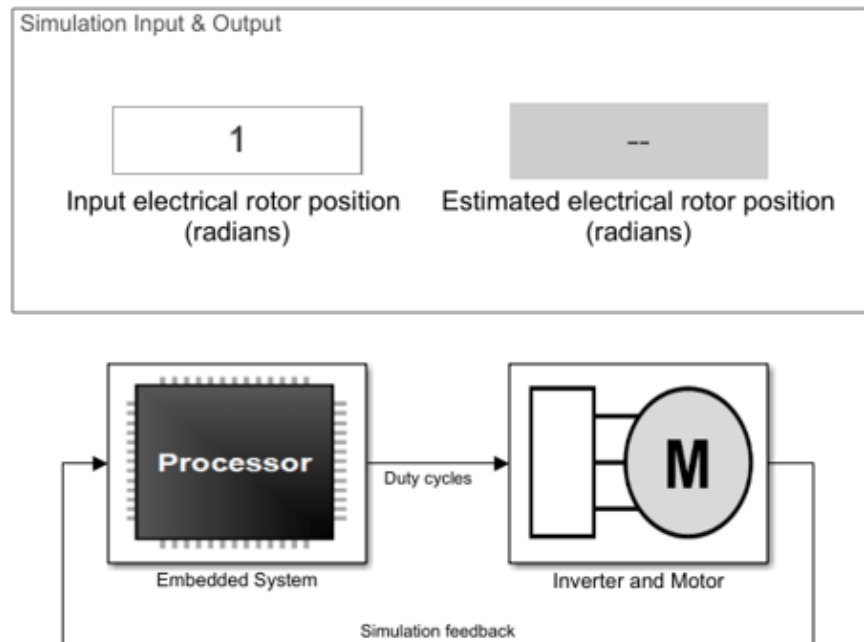 Simulation Input & Output
1
--
Input electrical rotor position
(radians)
Estimated electrical rotor position
(radians)
Processor
Duty cycles
M
Embedded System
Inverter and Motor
Simulation feedback